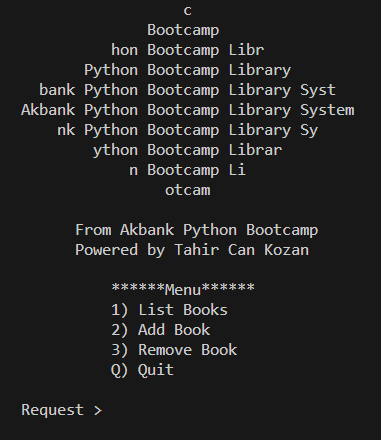 c
Bootcamp
hon Bootcamp Libr
Python Bootcamp Library
bank Python Bootcamp Library Syst
Akbank Python Bootcamp Library System
nk Python Bootcamp Library Sy
ython Bootcamp Librar
n Bootcamp Li
otcam
From Akbank Python Bootcamp
Powered by Tahir Can Kozan
******Menu******
1) List Books
2) Add Book
3) Remove Book
Q) Quit
Request >